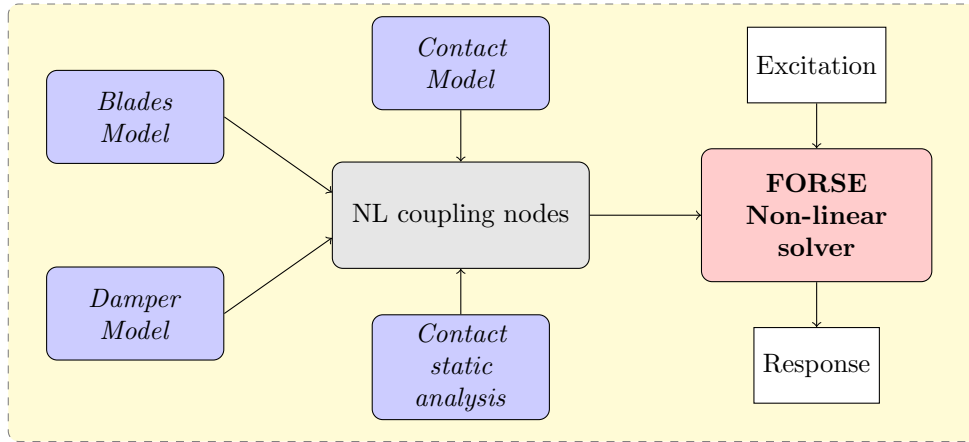 Blades
Model
Damper
Model
Contact
Model
NL coupling nodes
Contact
static
analysis
Excitation
FORSE
Non-linear
solver
Response